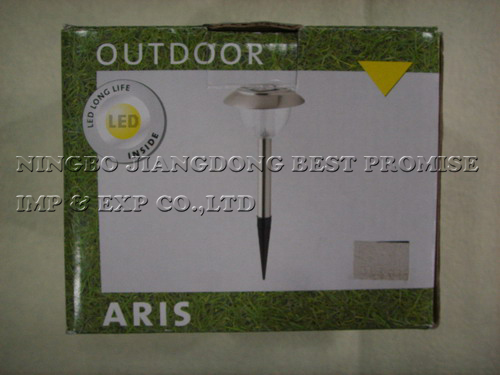 OUTDOOR
LED LONG LIFE
LED
INSIDE
NINGBO JIANGDONG BEST PROMISE
IMP & EXP CO.,LTD
ARIS